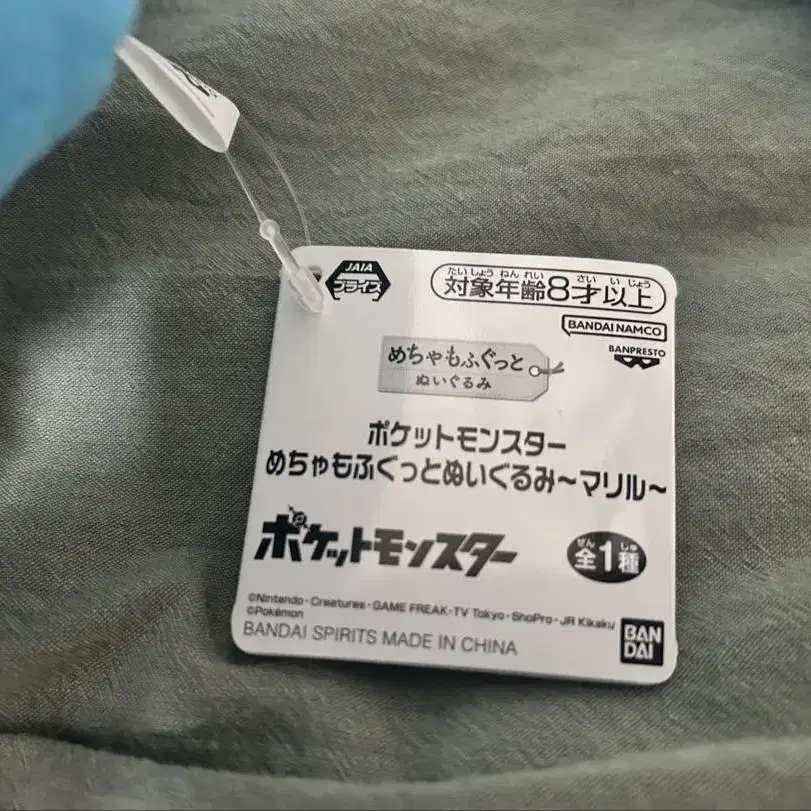 JAIA
プライズ
たいしょう ねん れい さい い じょう
対象年齢8才以上
BANDAI NAMCO
BANPRESTO
めちゃもふぐっと
ぬいぐるみ
ポケットモンスター
めちゃもふぐっとぬいぐるみ~マリル~
ポケットモンスター
ぜん しゅ
全1種
©Nintendo・Creatures・GAME FREAK・TV Tokyo・ShoPro・JR Kikaku
©Pokémon
BANDAI SPIRITS MADE IN CHINA
BAN
DAI